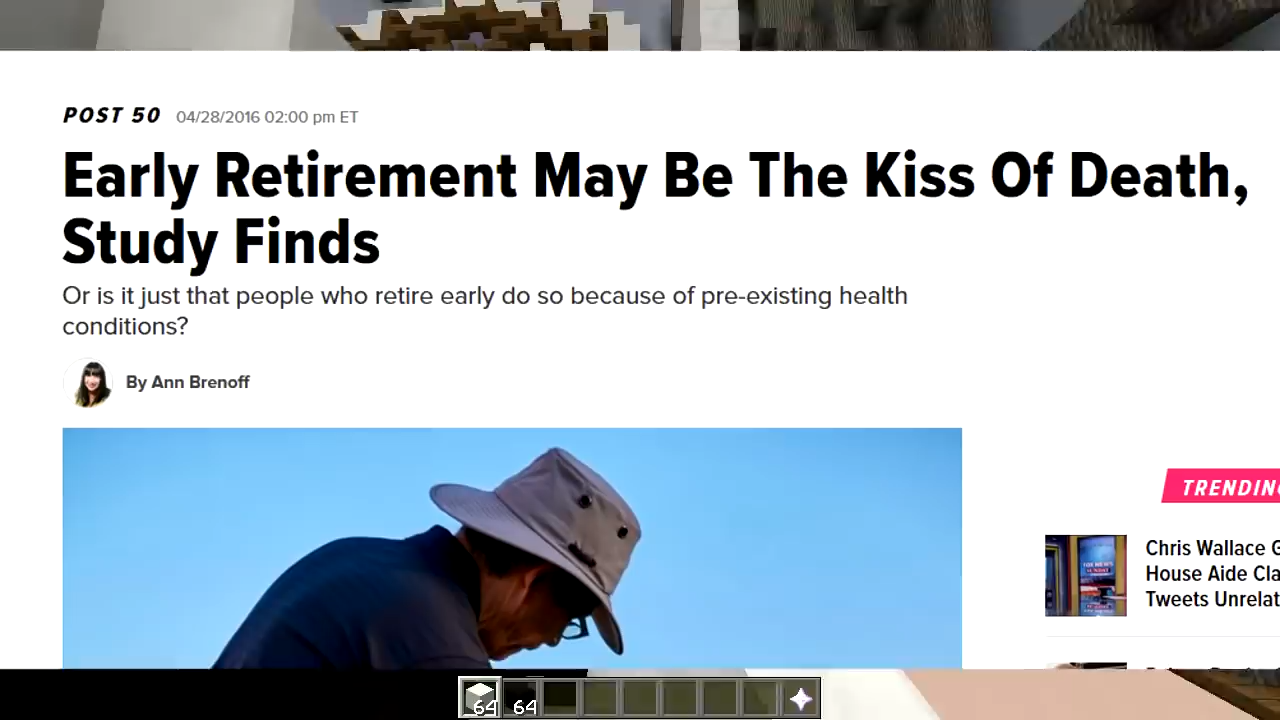 POST 50 04/28/2016 02:00 pm ET
Early Retirement May Be The Kiss Of Death,
Study Finds
Or is it just that people who retire early do so because of pre-existing health
conditions?
By Ann Brenoff
TRENDING
Chris Wallace G
House Aide Cla
Tweets Unrelat
64 64